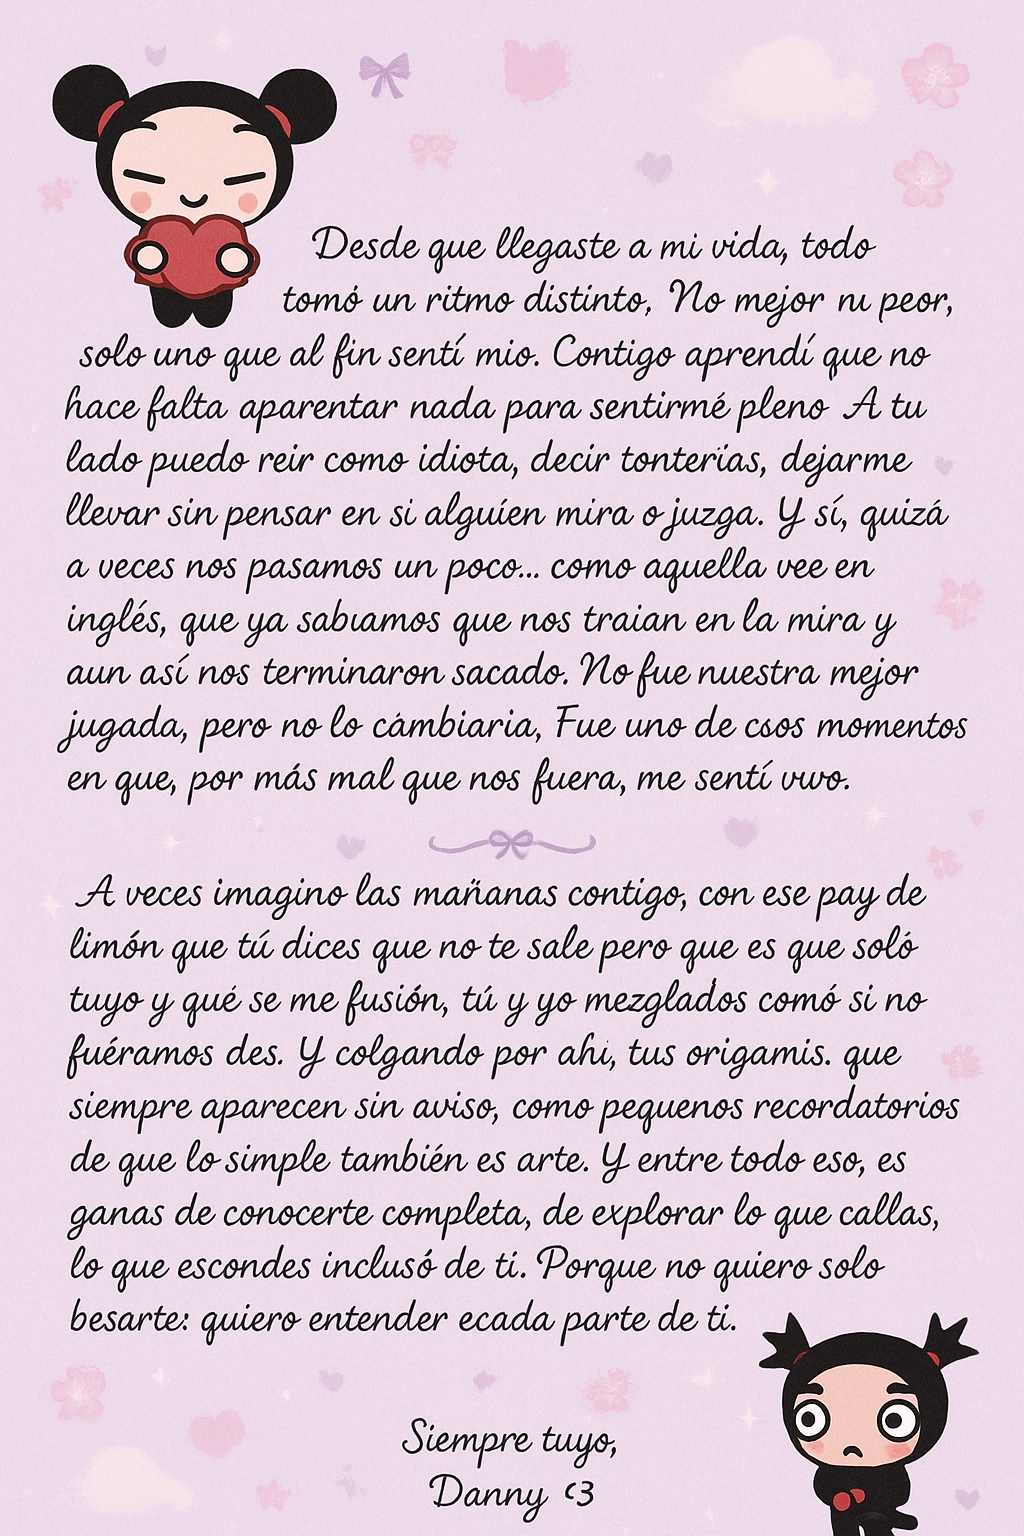 Desde que llegaste a mi vida, todo
tomó un ritmo distinto, No mejor nı peor,
solo uno que al fin sentí mio. Contigo aprendí que no
hace falta aparentar nada para sentirmé pleno A tu
lado puedo reir como idiota, decir tonterïas, dejarme
llevar sin pensar en si alguíen mira o juzga. Y sí, quizá
a veces nos pasamos un poco... como aquella vee en
inglés, que ya sabıamos que nos traian en la mira y
aun así nos terminaron sacado. No fue nuestra mejor
jugada, pero no lo cámbiaria, Fue uno de csos momentos
en que, por más mal que nos fuera, me sentí vıvo.
A veces imagino las mañanas contigo, con ese pay de
limón que tú dices que no te sale pero que es que soló
tuyo y qué se me fusión, tú y yo mezglados comó si no
fuéramos des. Y colgando por ahi, tus origamis. que
siempre aparecen sin aviso, como pequenos recordatorios
de que lo simple también es arte. Y entre todo eso, es
ganas de conocerte completa, de explorar lo que callas,
lo que escondes inclusó de ti. Porque no quiero solo
besarte: quiero entender ecada parte de ti.
Siempre tuyo,
Danny <3